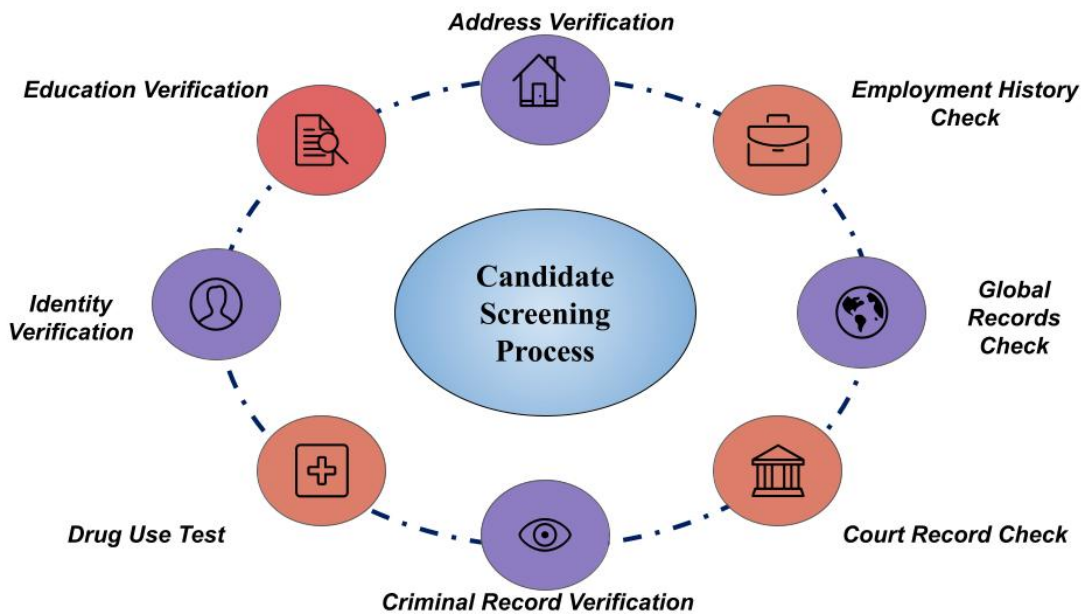 Address Verification
Education Verification
Employment History
Check
Candidate
Screening
Process
Identity
Verification
Global
Records
Check
Drug Use Test
Court Record Check
Criminal Record Verification